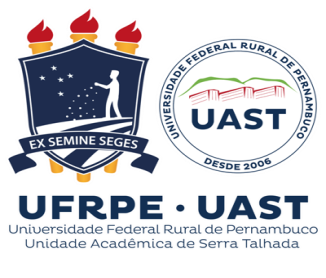 EX SEMINE SEGES
UNIVERSIDADE FEDERAL RURAL DE PERNAMBUCO
UAST
DESDE 2006
UFRPE · UAST
Universidade Federal Rural de Pernambuco
Unidade Acadêmica de Serra Talhada